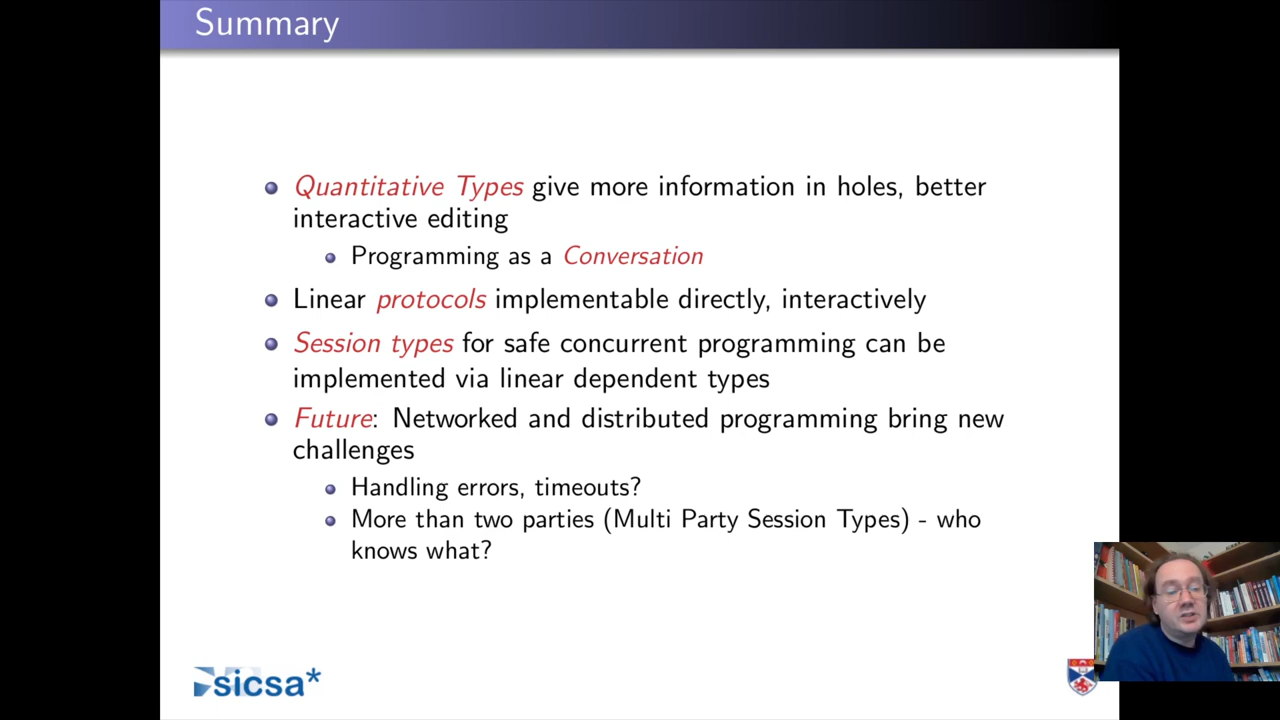 Summary
Quantitative Types give more information in holes, better
interactive editing
Programming as a Conversation
Linear protocols implementable directly, interactively
Session types for safe concurrent programming can be
implemented via linear dependent types
Future: Networked and distributed programming bring new
challenges
Handling errors, timeouts?
More than two parties (Multi Party Session Types) - who
knows what?
sicsa*